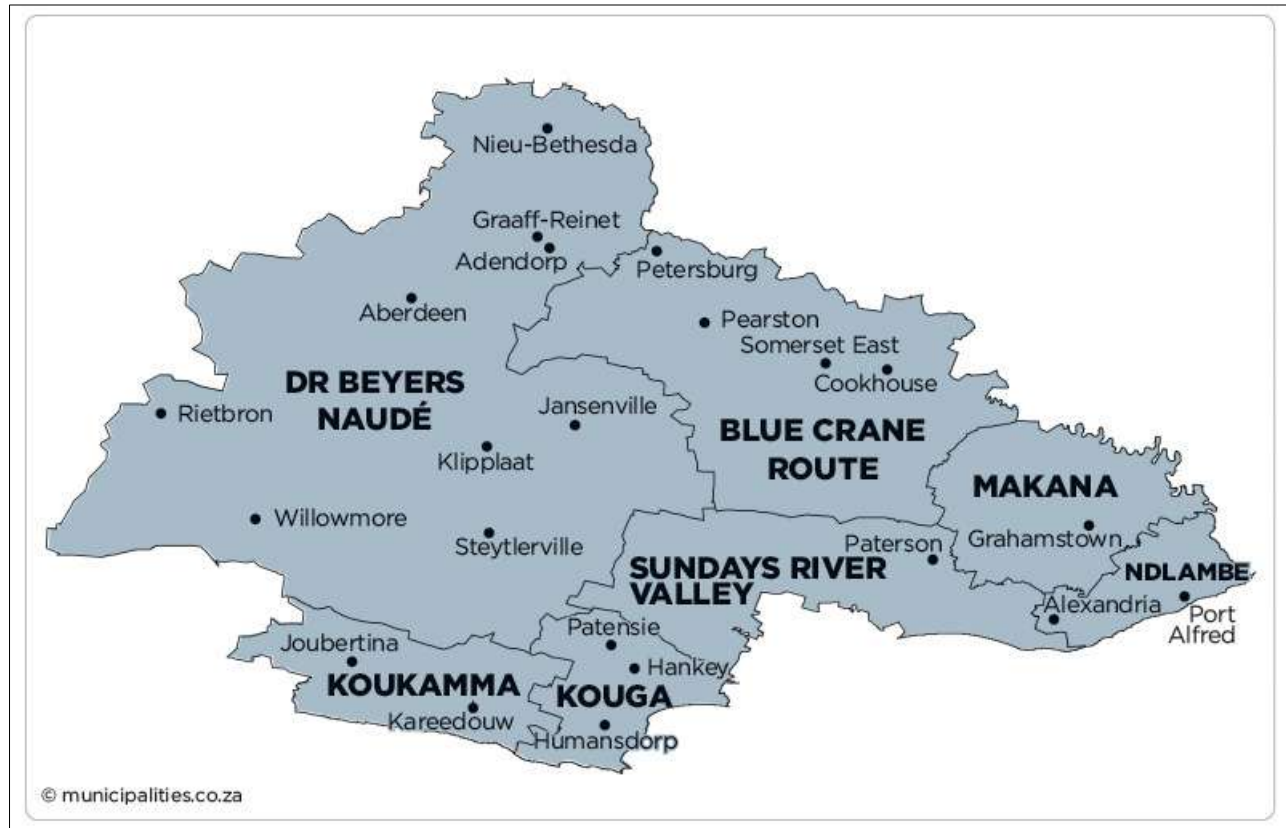 Nieu-Bethesda
Graaff-Reinet
Adendorp
Petersburg
Aberdeen
Pearston
Somerset East
Cookhouse
DR BEYERS
NAUDÉ
Rietbron
Jansenville
BLUE CRANE
ROUTE
Klipplaat
MAKANA
Willowmore
Steytlerville
Grahamstown
Paterson
SUNDAYS RIVER
VALLEY
NDLAMBE
Alexandria
Port
Alfred
Patensie
Joubertina
Hankey
KOUKAMMA
KOUGA
Kareedouw
Humansdorp
© municipalities.co.za